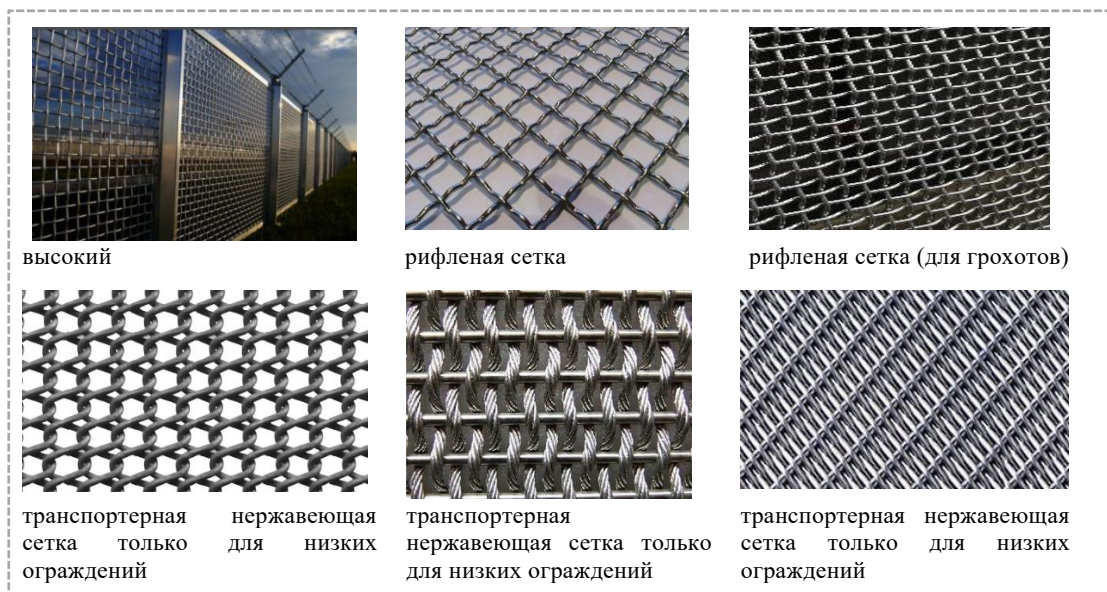 высокий
рифленая сетка
рифленая сетка (для грохотов)
транспортерная нержавеющая
сетка только для низких
ограждений
транспортерная
нержавеющая сетка только
для низких ограждений
транспортерная нержавеющая
сетка только для низких
ограждений